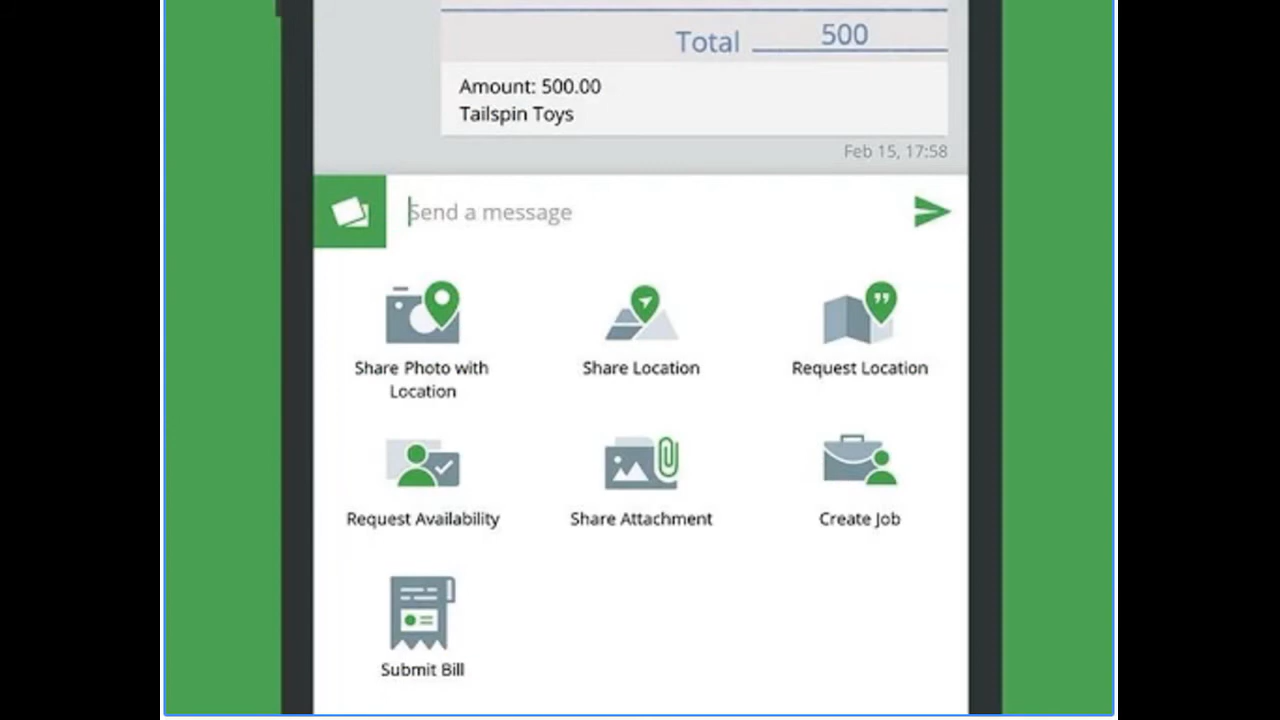 Total 500
Amount: 500.00
Tailspin Toys
Feb 15, 17:58
Send a message
Share Photo with
Location
Share Location
Request Location
Request Availability
Share Attachment
Create Job
Submit Bill